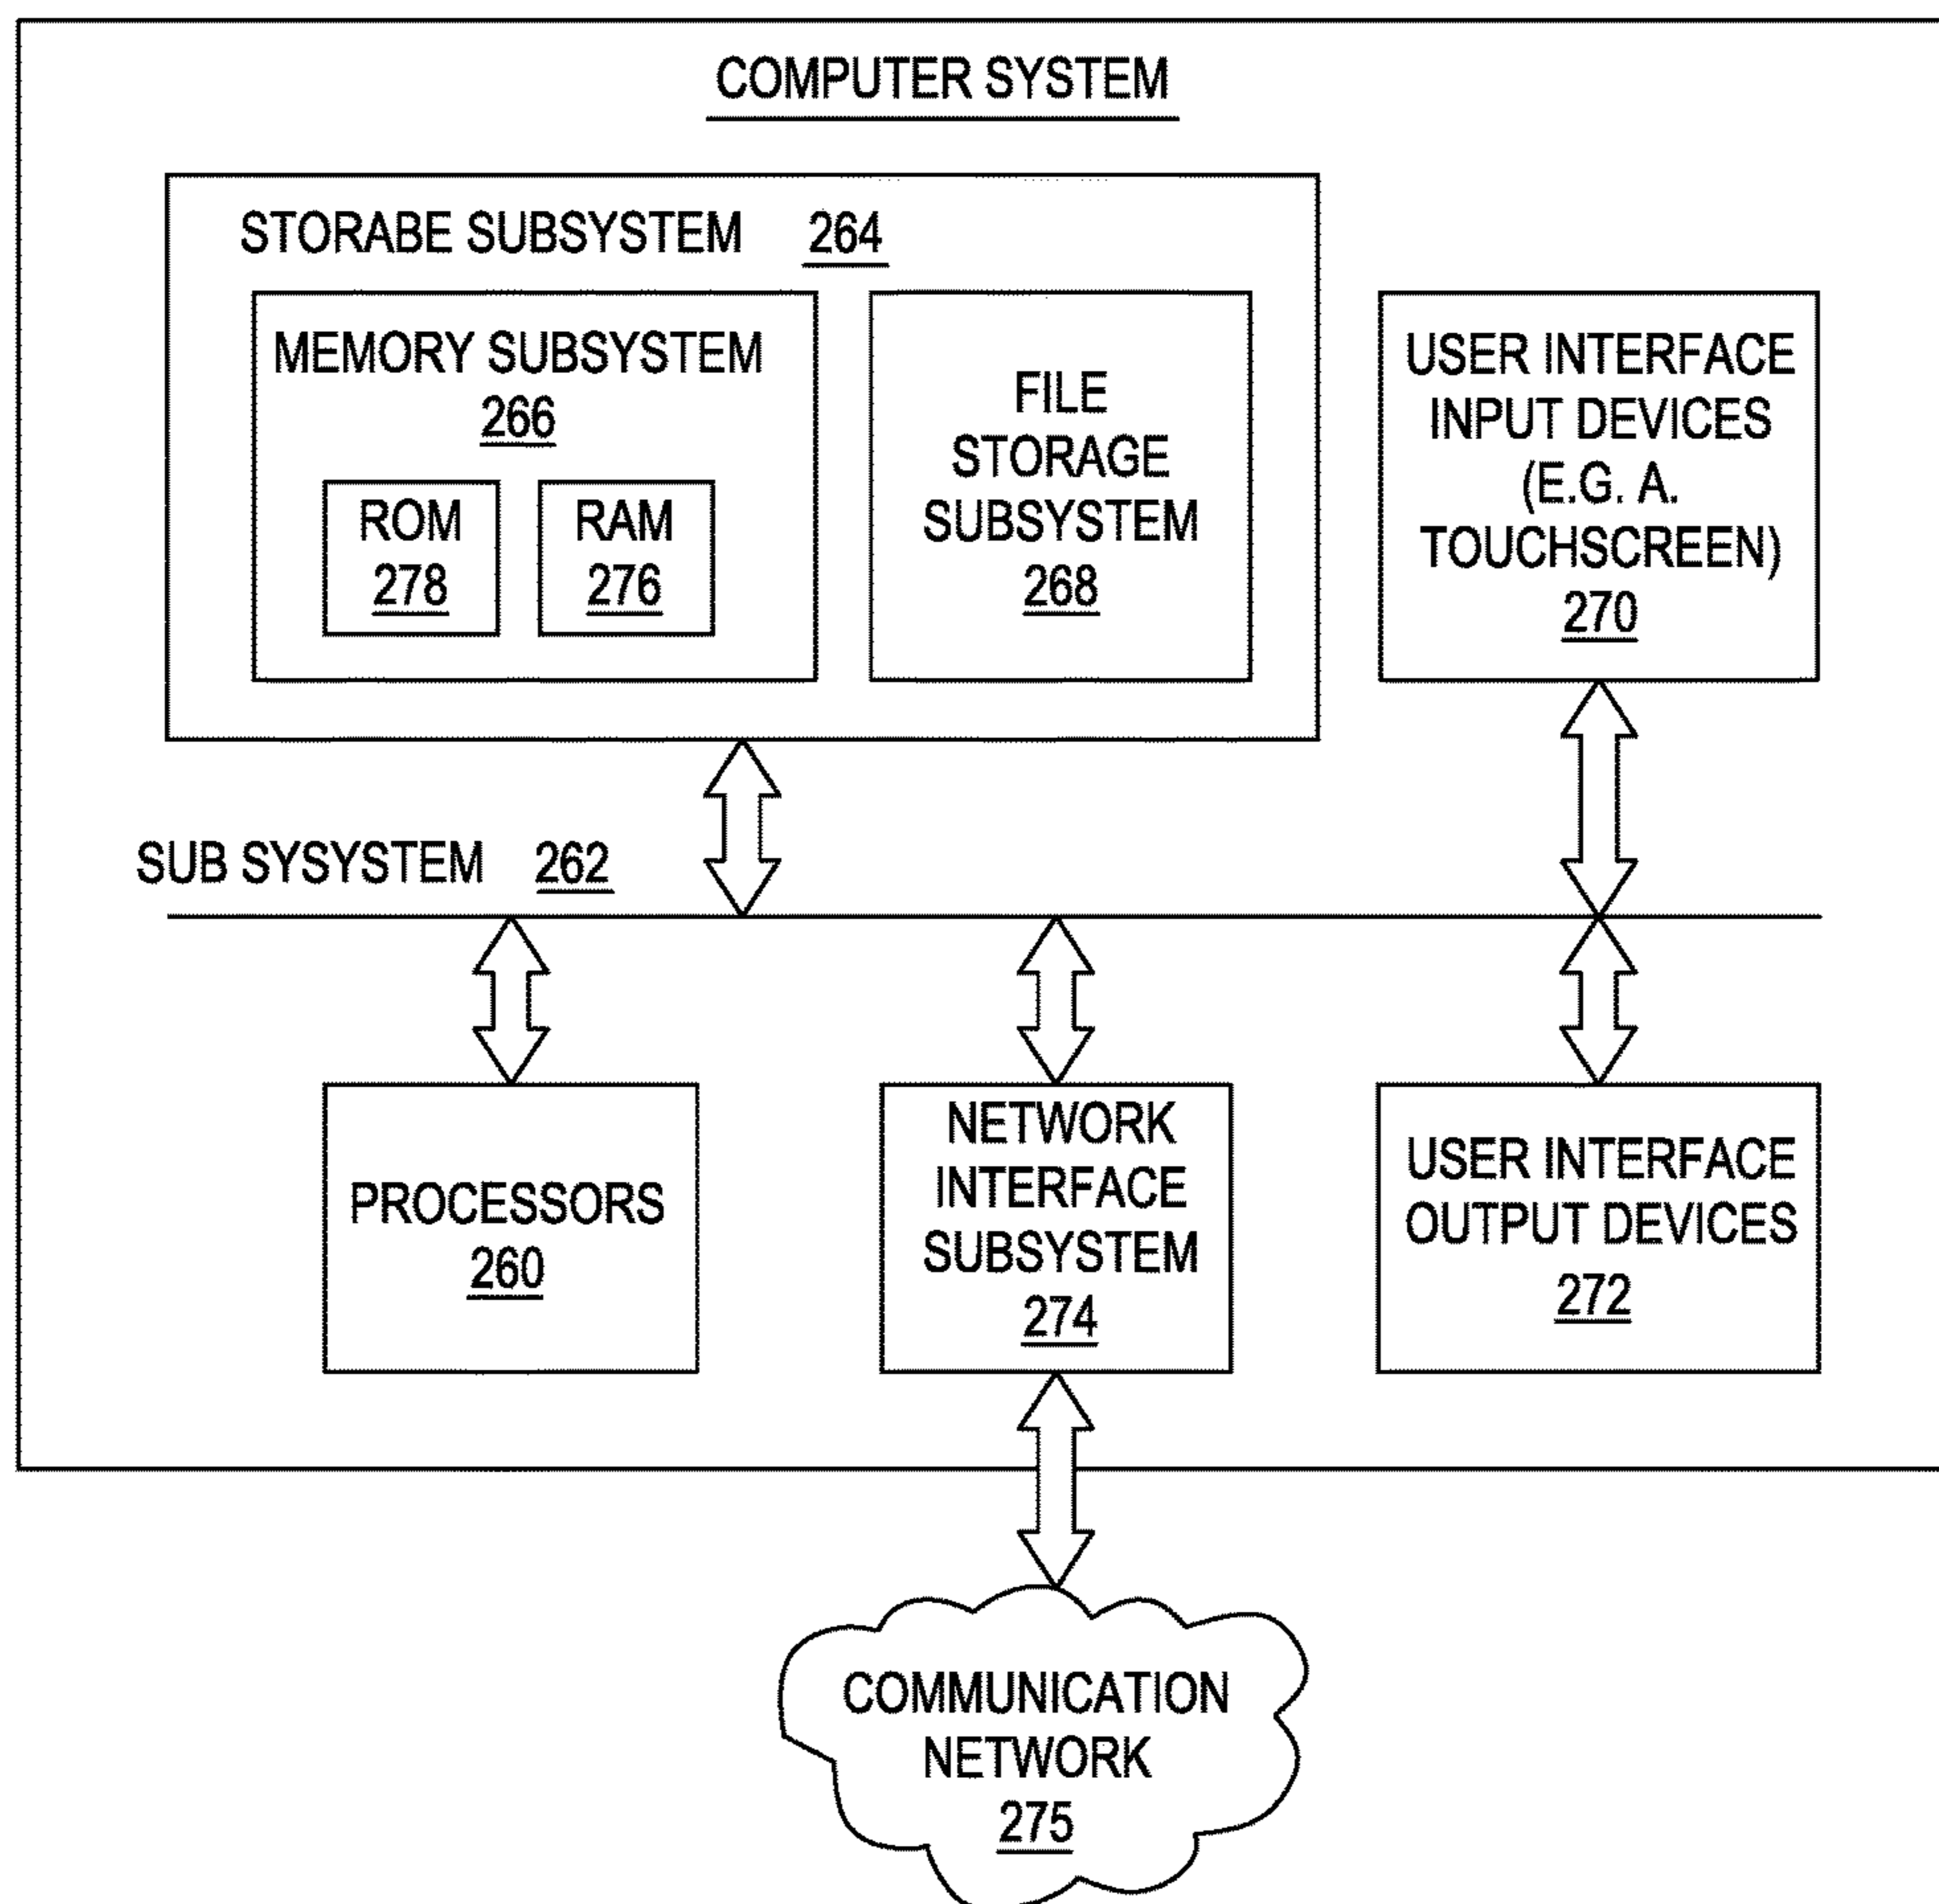 COMPUTER SYSTEM
STORABE SUBSYSTEM 264
MEMORY SUBSYSTEM
266
ROM
278
RAM
276
FILE
STORAGE
SUBSYSTEM
268
USER INTERFACE
INPUT DEVICES
(E.G. A.
TOUCHSCREEN)
270
SUB SYSYSTEM 262
PROCESSORS
260
NETWORK
INTERFACE
SUBSYSTEM
274
USER INTERFACE
OUTPUT DEVICES
272
COMMUNICATION
NETWORK
275